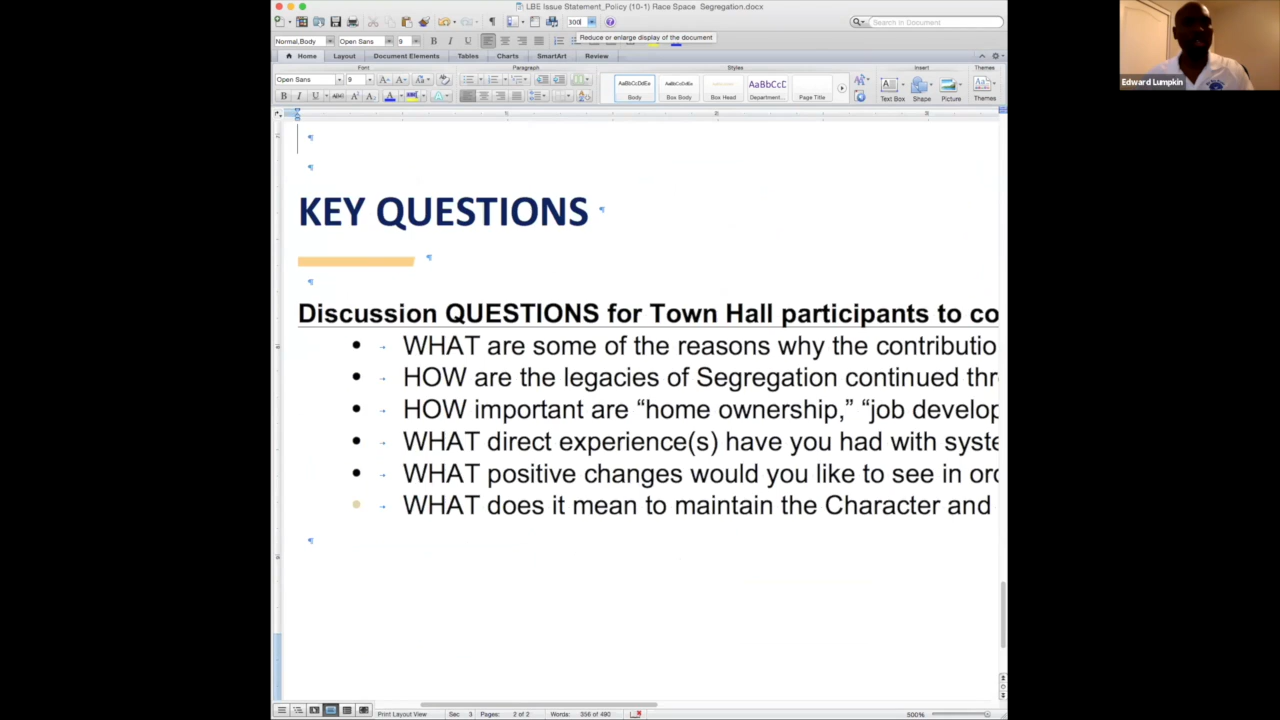 LBE Issue Statement_Policy (10-1) Race Space Segregation.docx
300
Search in Document
Reduce or enlarge display of the document
Normal,Body Open Sans 9 B I U
Home Layout Document Elements Tables Charts SmartArt Review
Font Paragraph Styles Insert Themes
Open Sans 9
AaBbCcDdEe AaBbCcDdEe AaBbCcC
Body Box Body Box Head Department... Page Title
Text Box Shape Picture Themes
B I U ABC
Edward Lumpkin
KEY QUESTIONS
Discussion QUESTIONS for Town Hall participants to co
• WHAT are some of the reasons why the contributio
• HOW are the legacies of Segregation continued thr
• HOW important are “home ownership,” “job develop
• WHAT direct experience(s) have you had with syste
• WHAT positive changes would you like to see in ord
• WHAT does it mean to maintain the Character and
Print Layout View Sec 3 Pages: 2 of 2 Words: 356 of 490 500%